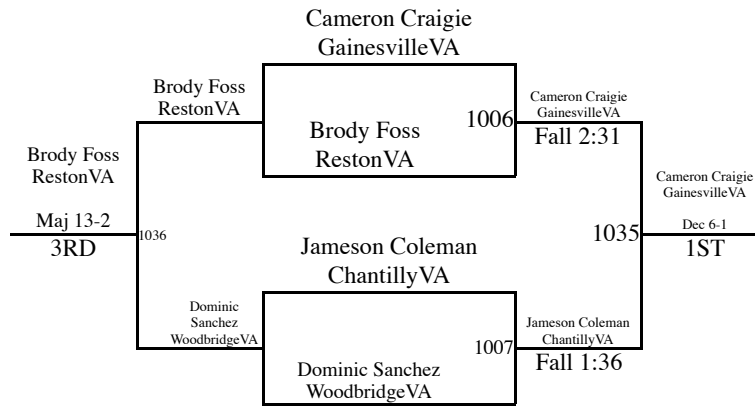 Cameron Craigie
GainesvilleVA
Brody Foss
RestonVA
Cameron Craigie
GainesvilleVA
1006
Brody Foss
RestonVA
Fall 2:31
Brody Foss
RestonVA
Cameron Craigie
GainesvilleVA
Maj 13-2
1036
1035
Dec 6-1
3RD
1ST
Jameson Coleman
ChantillyVA
Dominic
Sanchez
WoodbridgeVA
Jameson Coleman
ChantillyVA
1007
Dominic Sanchez
WoodbridgeVA
Fall 1:36